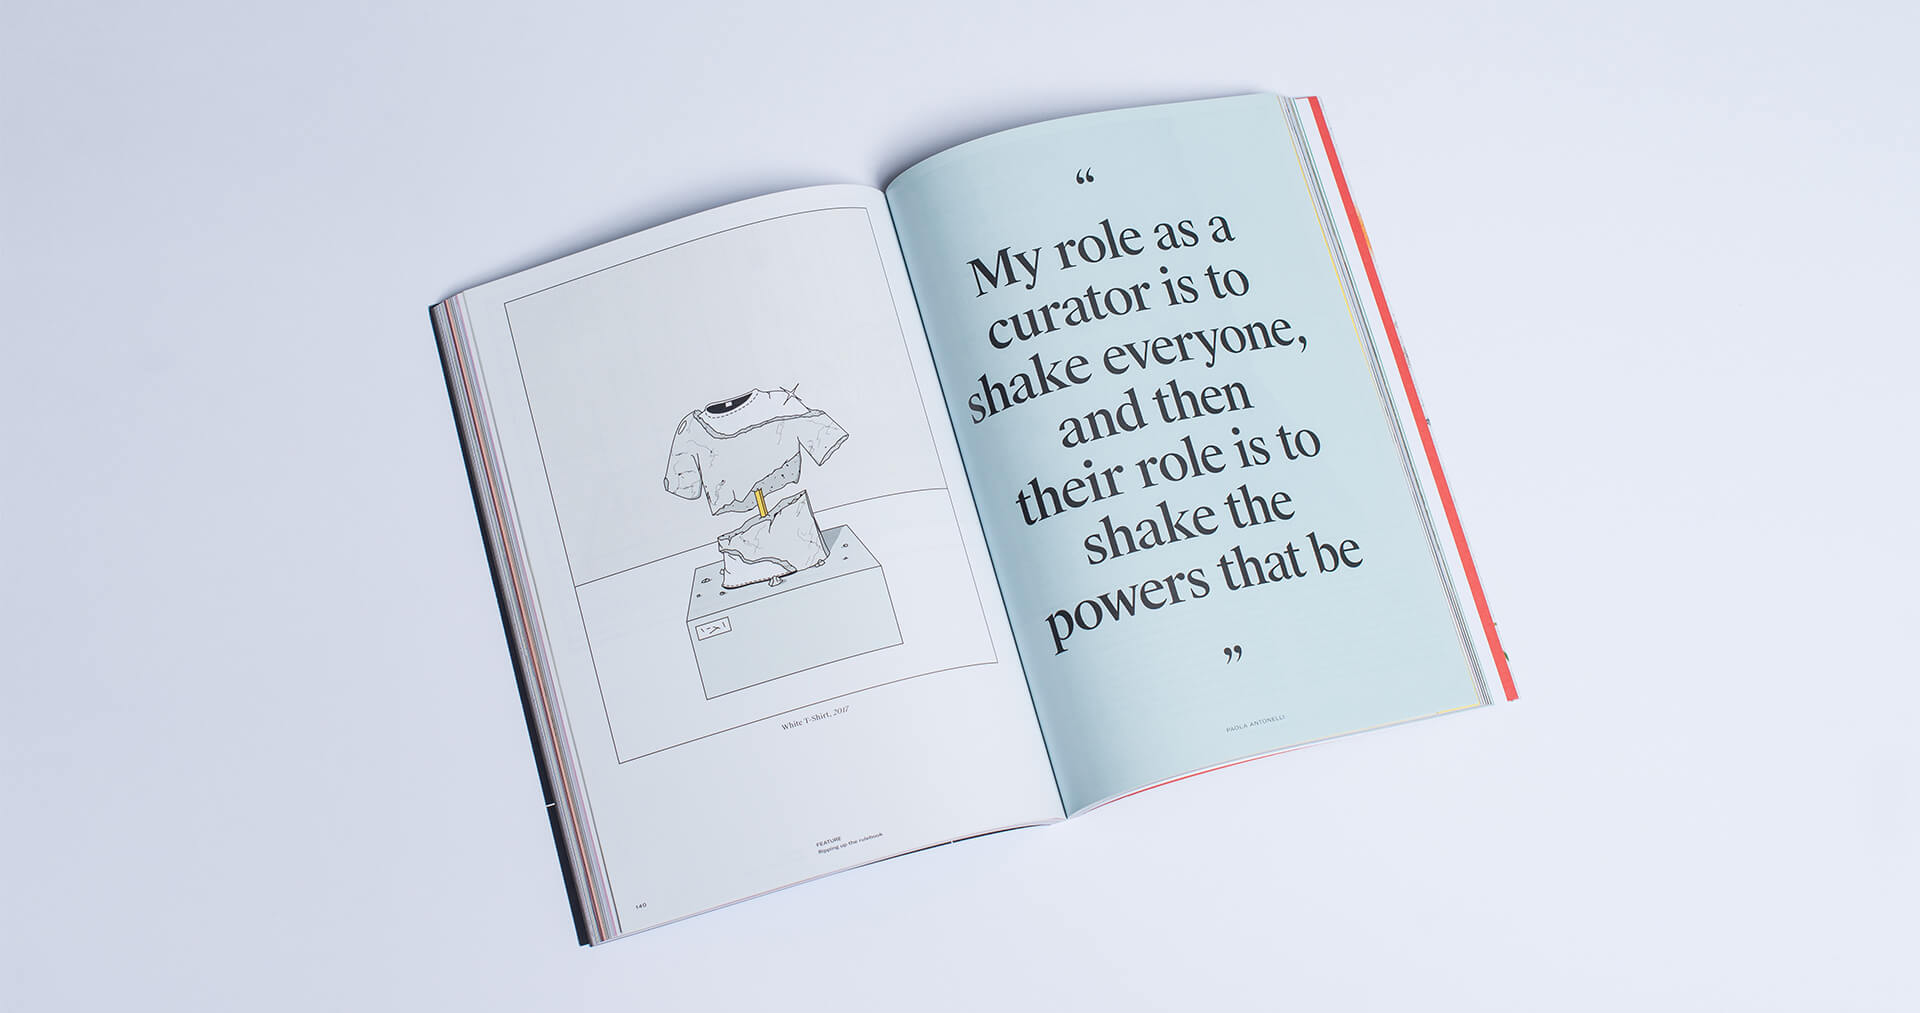 White T-Shirt, 2017
FEATURE
Ripping up the rulebook
140
“
My role as a
curator is to
shake everyone,
and then
their role is to
shake the
powers that be
”
PAOLA ANTONELLI